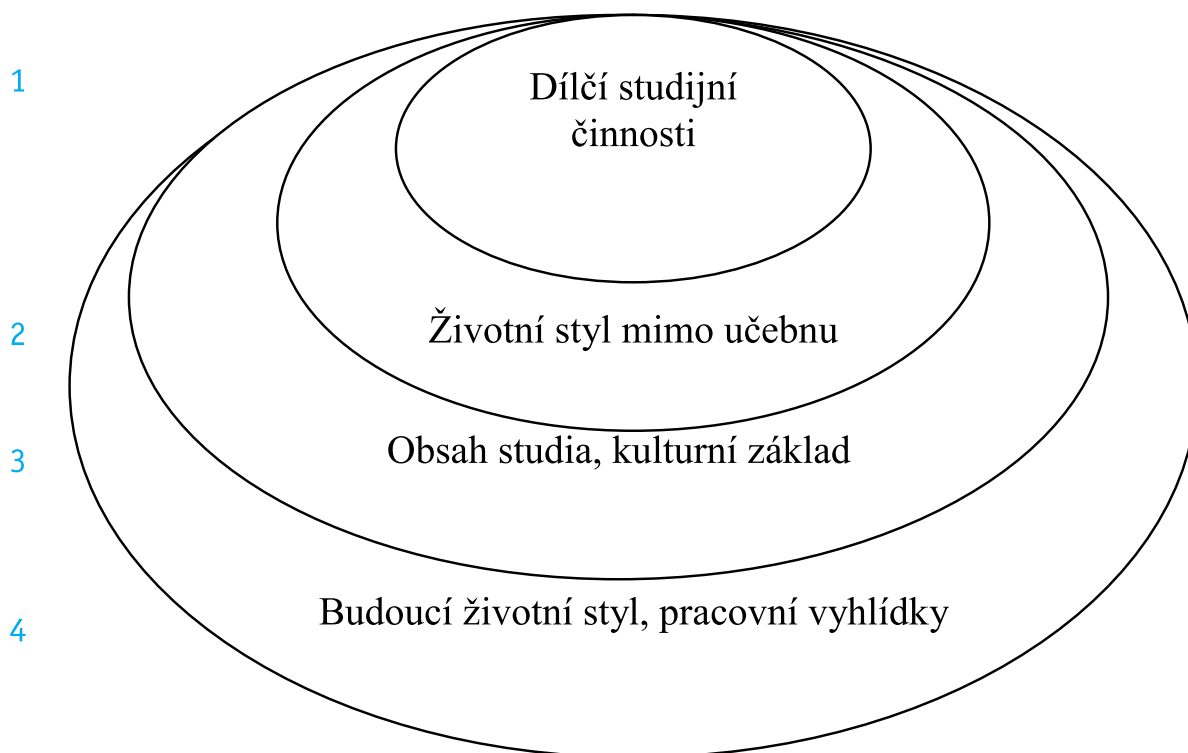 1
Dílčí studijní
činnosti
2
Životní styl mimo učebnu
3
Obsah studia, kulturní základ
4
Budoucí životní styl, pracovní vyhlídky